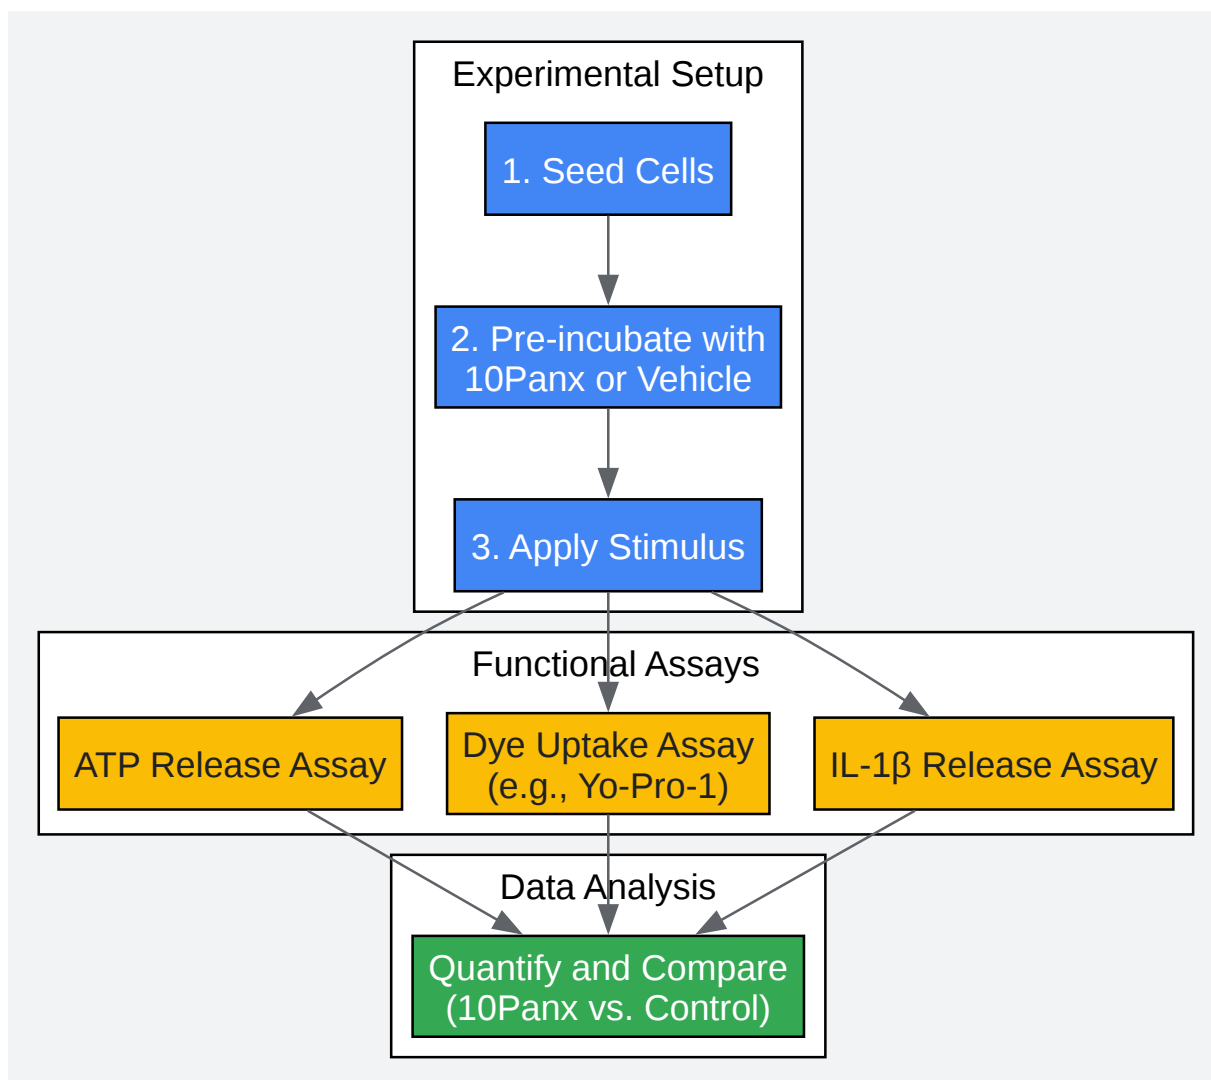 Experimental Setup
1. Seed Cells
2. Pre-incubate with
10Panx or Vehicle
3. Apply Stimulus
Functional Assays
ATP Release Assay
Dye Uptake Assay
(e.g., Yo-Pro-1)
IL-1β Release Assay
Data Analysis
Quantify and Compare
(10Panx vs. Control)